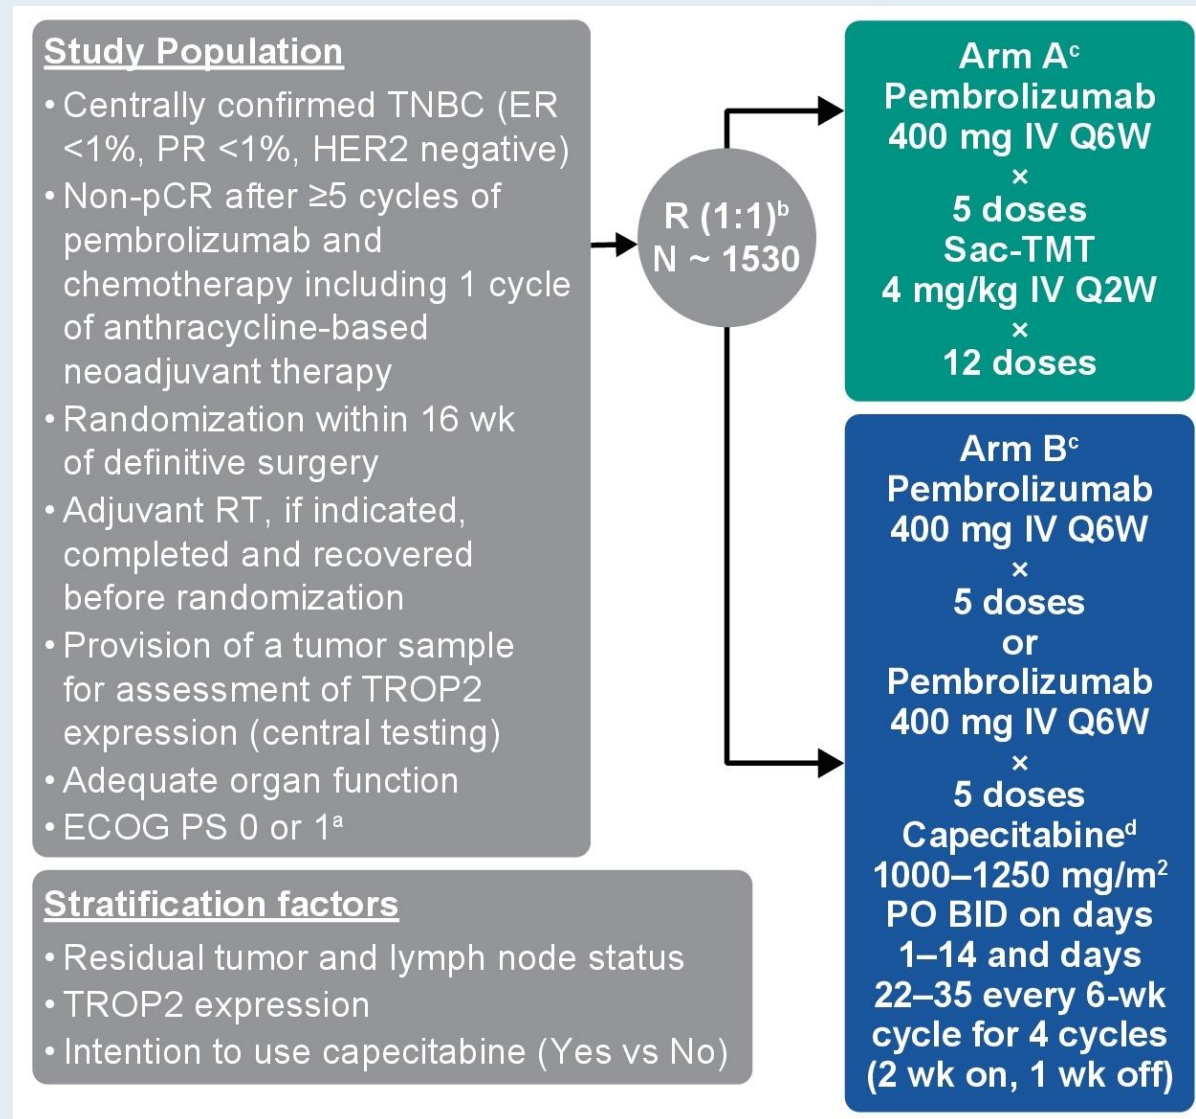 Study Population
• Centrally confirmed TNBC (ER
<1%, PR <1%, HER2 negative)
• Non-pCR after ≥5 cycles of
pembrolizumab and
chemotherapy including 1 cycle
of anthracycline-based
neoadjuvant therapy
• Randomization within 16 wk
of definitive surgery
• Adjuvant RT, if indicated,
completed and recovered
before randomization
• Provision of a tumor sample
for assessment of TROP2
expression (central testing)
• Adequate organ function
• ECOG PS 0 or 1ᵃ
Stratification factors
• Residual tumor and lymph node status
• TROP2 expression
• Intention to use capecitabine (Yes vs No)
R (1:1)ᵇ
N ~ 1530
Arm Aᶜ
Pembrolizumab
400 mg IV Q6W
×
5 doses
Sac-TMT
4 mg/kg IV Q2W
×
12 doses
Arm Bᶜ
Pembrolizumab
400 mg IV Q6W
×
5 doses
or
Pembrolizumab
400 mg IV Q6W
×
5 doses
Capecitabineᵈ
1000–1250 mg/m²
PO BID on days
1–14 and days
22–35 every 6-wk
cycle for 4 cycles
(2 wk on, 1 wk off)